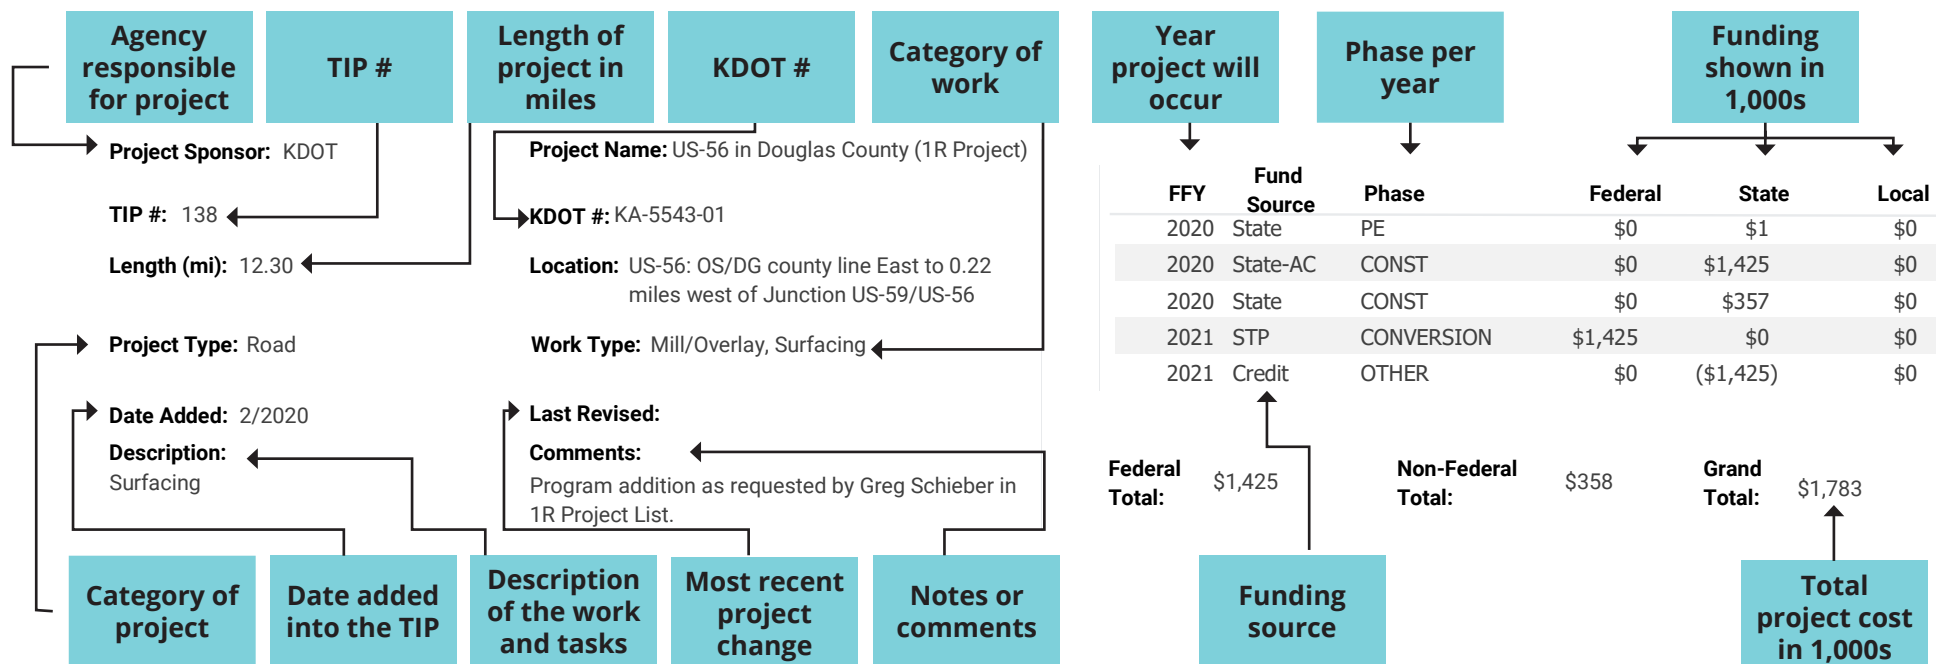 Agency
responsible
for project
TIP #
Length of
project in
miles
KDOT #
Category of
work
Year
project will
occur
Phase per
year
Funding
shown in
1,000s
Project Sponsor: KDOT
Project Name: US-56 in Douglas County (1R Project)
TIP #: 138
KDOT #: KA-5543-01
Length (mi): 12.30
Location: US-56: OS/DG county line East to 0.22
miles west of Junction US-59/US-56
Project Type: Road
Work Type: Mill/Overlay, Surfacing
Date Added: 2/2020
Last Revised:
Description:
Surfacing
Comments:
Program addition as requested by Greg Schieber in
1R Project List.
FFY Fund Source Phase Federal State Local
2020 State PE $0 $1 $0
2020 State-AC CONST $0 $1,425 $0
2020 State CONST $0 $357 $0
2021 STP CONVERSION $1,425 $0 $0
2021 Credit OTHER $0 ($1,425) $0
Federal
Total: $1,425
Non-Federal
Total: $358
Grand
Total: $1,783
Category of
project
Date added
into the TIP
Description
of the work
and tasks
Most recent
project
change
Notes or
comments
Funding
source
Total
project cost
in 1,000s